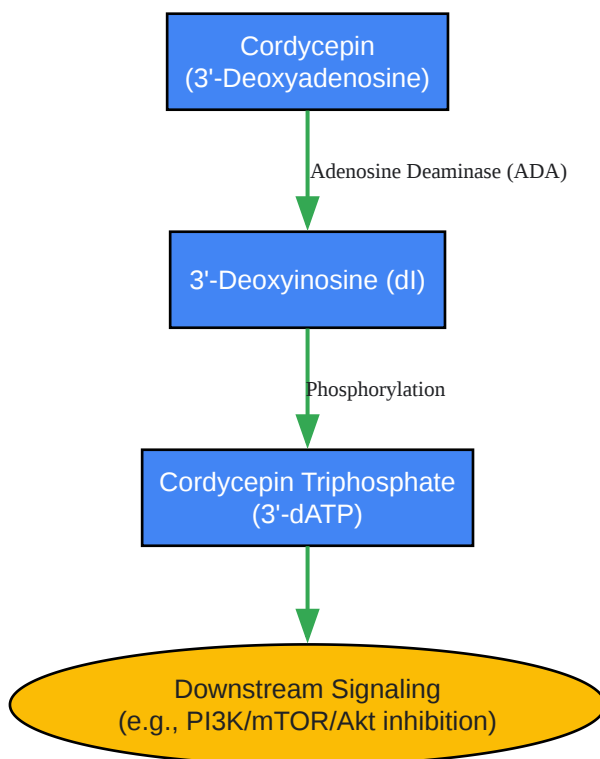 Cordycepin
(3'-Deoxyadenosine)
Adenosine Deaminase (ADA)
3'-Deoxyinosine (dI)
Phosphorylation
Cordycepin Triphosphate
(3'-dATP)
Downstream Signaling
(e.g., PI3K/mTOR/Akt inhibition)